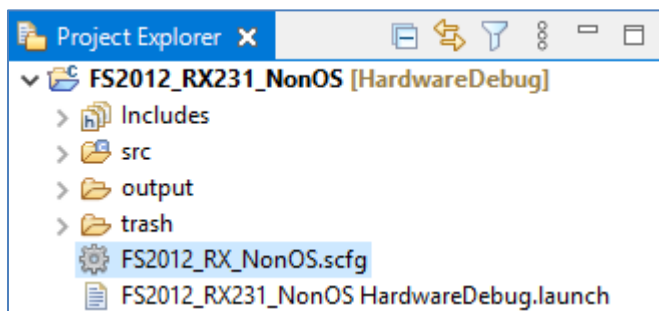 Project Explorer
FS2012_RX231_NonOS [HardwareDebug]
Includes
src
output
trash
FS2012_RX_NonOS.scfg
FS2012_RX231_NonOS HardwareDebug.launch